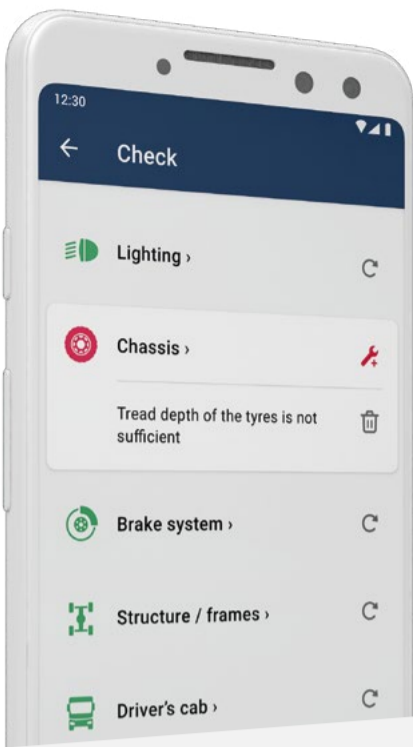 12:30
Check
Lighting ›
Chassis ›
Tread depth of the tyres is not
sufficient
Brake system ›
Structure / frames ›
Driver's cab ›